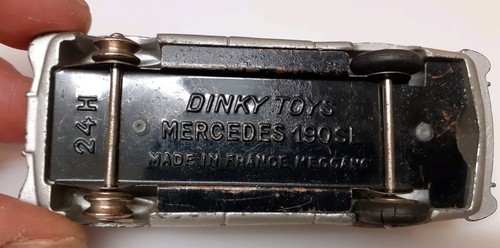 DINKY TOYS
MERCEDES 190SL
MADE IN FRANCE MECCANO
24H